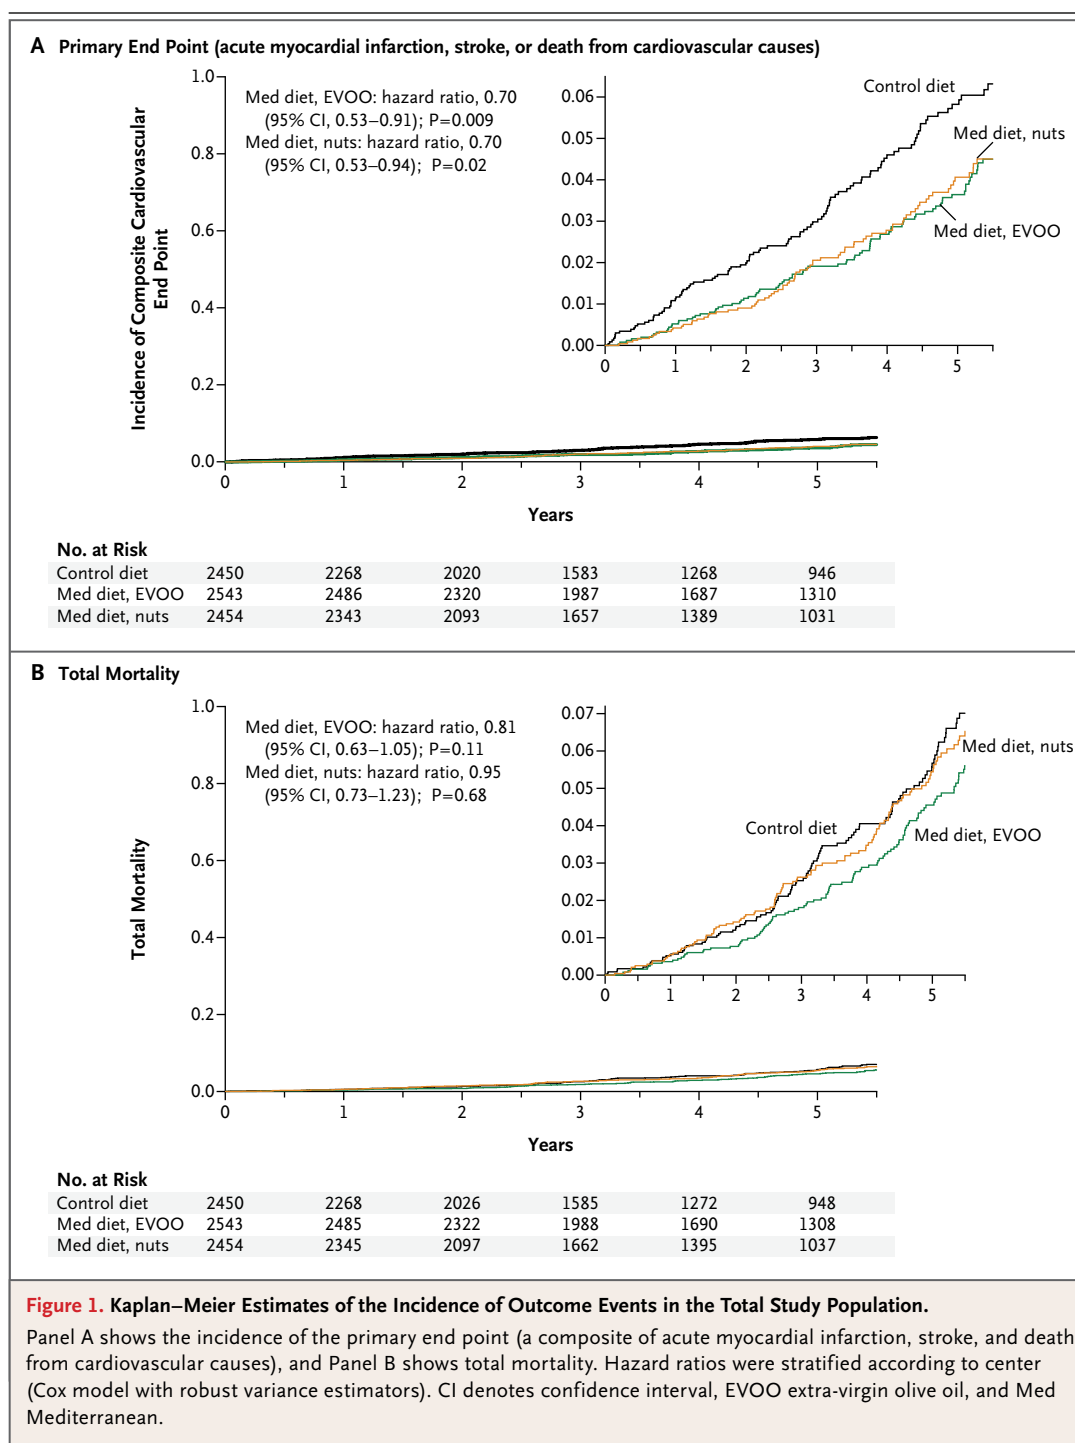 A Primary End Point (acute myocardial infarction, stroke, or death from cardiovascular causes)
Incidence of Composite Cardiovascular
End Point
1.0
0.8
0.6
0.4
0.2
0.0
Med diet, EVOO: hazard ratio, 0.70
(95% CI, 0.53–0.91); P=0.009
Med diet, nuts: hazard ratio, 0.70
(95% CI, 0.53–0.94); P=0.02
0.06
0.05
0.04
0.03
0.02
0.01
0.00
Control diet
Med diet, nuts
Med diet, EVOO
0 1 2 3 4 5
0 1 2 3 4 5
Years
No. at Risk
Control diet 2450 2268 2020 1583 1268 946
Med diet, EVOO 2543 2486 2320 1987 1687 1310
Med diet, nuts 2454 2343 2093 1657 1389 1031
B Total Mortality
Total Mortality
1.0
0.8
0.6
0.4
0.2
0.0
Med diet, EVOO: hazard ratio, 0.81
(95% CI, 0.63–1.05); P=0.11
Med diet, nuts: hazard ratio, 0.95
(95% CI, 0.73–1.23); P=0.68
0.07
0.06
0.05
0.04
0.03
0.02
0.01
0.00
Med diet, nuts
Control diet
Med diet, EVOO
0 1 2 3 4 5
0 1 2 3 4 5
Years
No. at Risk
Control diet 2450 2268 2026 1585 1272 948
Med diet, EVOO 2543 2485 2322 1988 1690 1308
Med diet, nuts 2454 2345 2097 1662 1395 1037
Figure 1. Kaplan–Meier Estimates of the Incidence of Outcome Events in the Total Study Population.
Panel A shows the incidence of the primary end point (a composite of acute myocardial infarction, stroke, and death
from cardiovascular causes), and Panel B shows total mortality. Hazard ratios were stratified according to center
(Cox model with robust variance estimators). CI denotes confidence interval, EVOO extra-virgin olive oil, and Med
Mediterranean.